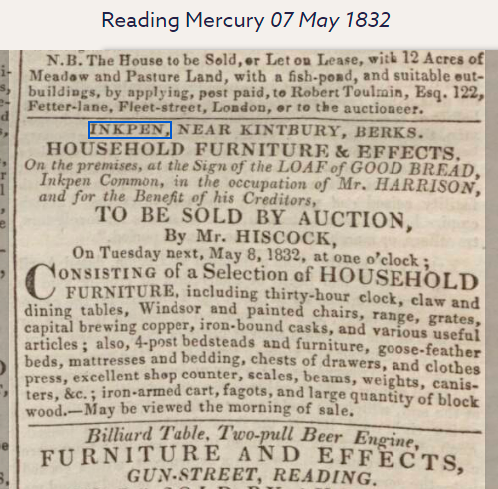 Reading Mercury 07 May 1832
N.B. The House to be Sold, or Let on Lease, with 12 Acres of
Meadow and Pasture Land, with a fish-pond, and suitable out-
buildings, by applying, post paid, to Robert Toulmin, Esq. 122,
Fetter-lane, Fleet-street, London, or to the auctioneer.
INKPEN, NEAR KINTBURY, BERKS.
HOUSEHOLD FURNITURE & EFFECTS,
On the premises, at the Sign of the LOAF of GOOD BREAD,
Inkpen Common, in the occupation of Mr. HARRISON,
and for the Benefit of his Creditors,
TO BE SOLD BY AUCTION,
By Mr. HISCOCK,
On Tuesday next, May 8, 1832, at one o'clock;
CONSISTING of a Selection of HOUSEHOLD
FURNITURE, including thirty-hour clock, claw and
dining tables, Windsor and painted chairs, range, grates,
capital brewing copper, iron-bound casks, and various useful
articles; also, 4-post bedsteads and furniture, goose-feather
beds, mattresses and bedding, chests of drawers, and clothes
press, excellent shop counter, scales, beams, weights, canis-
ters, &c.; iron-armed cart, fagots, and large quantity of block
wood.—May be viewed the morning of sale.
Billiard Table, Two-pull Beer Engine,
FURNITURE AND EFFECTS,
GUN-STREET, READING.